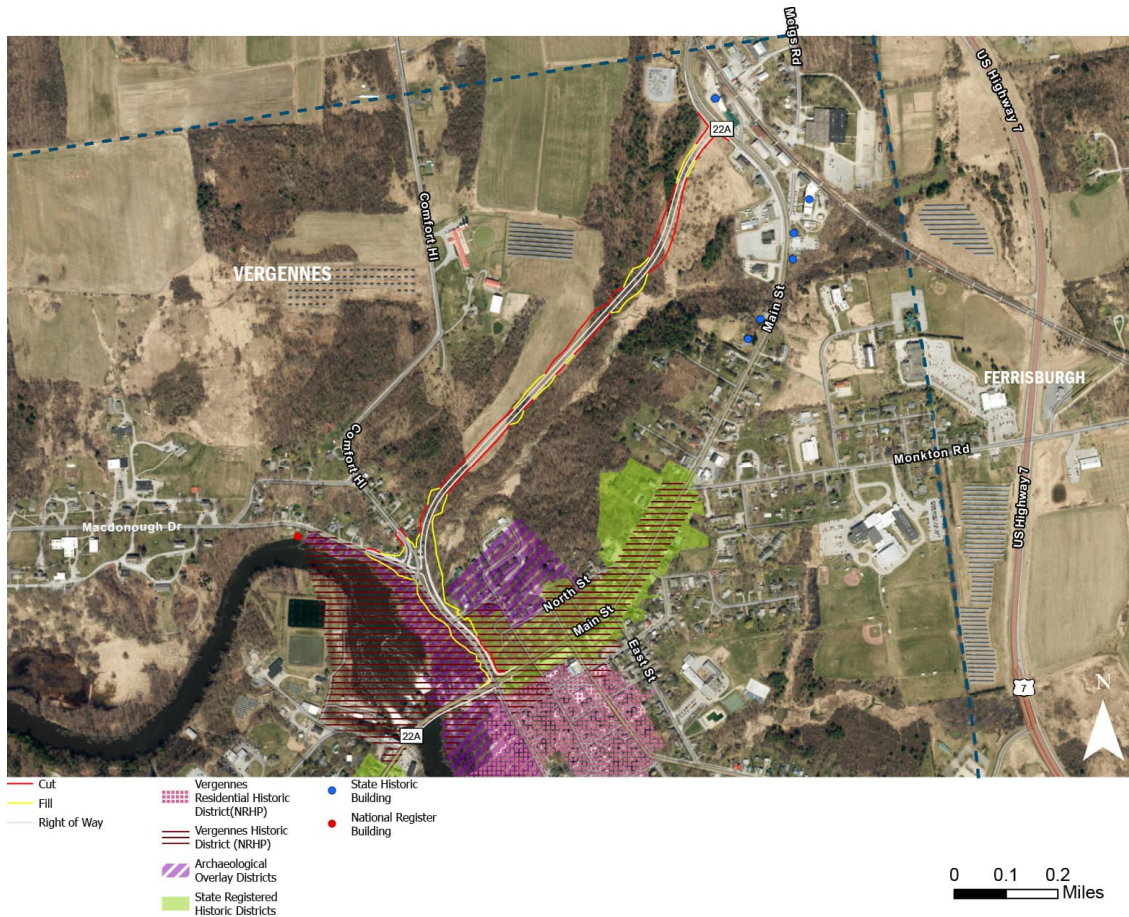 Meigs Rd
US Highway 7
22A
Comfort Hl
VERGENNES
Main St
FERRISBURGH
Comfort Hl
Monkton Rd
US Highway 7
Macdonough Dr
North St
Main St
East St
N
7
22A
Cut
Fill
Right of Way
Vergennes
Residential Historic
District(NRHP)
Vergennes Historic
District (NRHP)
Archaeological
Overlay Districts
State Registered
Historic Districts
State Historic
Building
National Register
Building
0 0.1 0.2
Miles